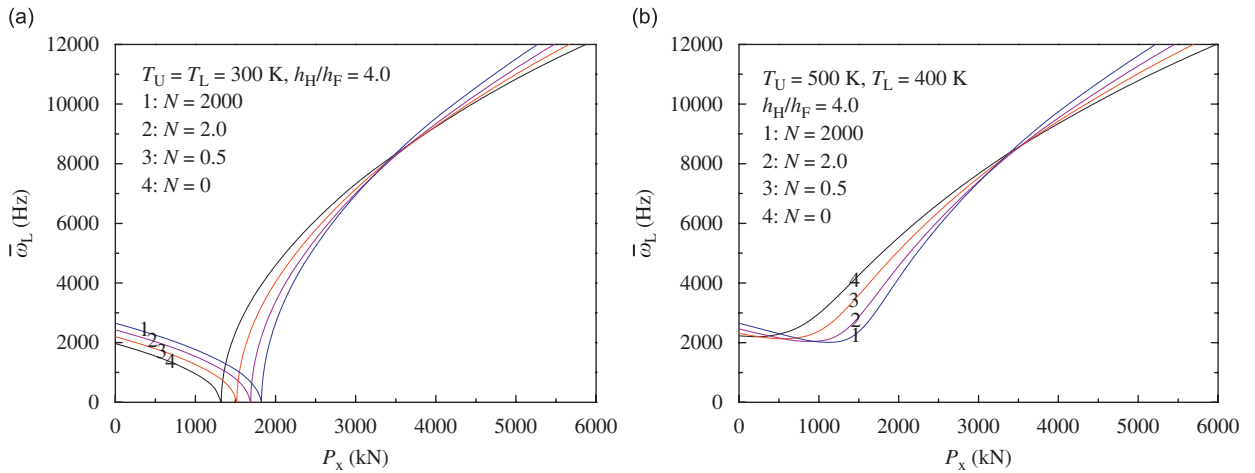 (a)
12000
10000
8000
6000
4000
2000
0
ω̅_L (Hz)
T_U = T_L = 300 K, h_H/h_F = 4.0
1: N = 2000
2: N = 2.0
3: N = 0.5
4: N = 0
1
2
3
4
0 1000 2000 3000 4000 5000 6000
P_x (kN)
(b)
12000
10000
8000
6000
4000
2000
0
ω̅_L (Hz)
T_U = 500 K, T_L = 400 K
h_H/h_F = 4.0
1: N = 2000
2: N = 2.0
3: N = 0.5
4: N = 0
4
3
2
1
0 1000 2000 3000 4000 5000 6000
P_x (kN)